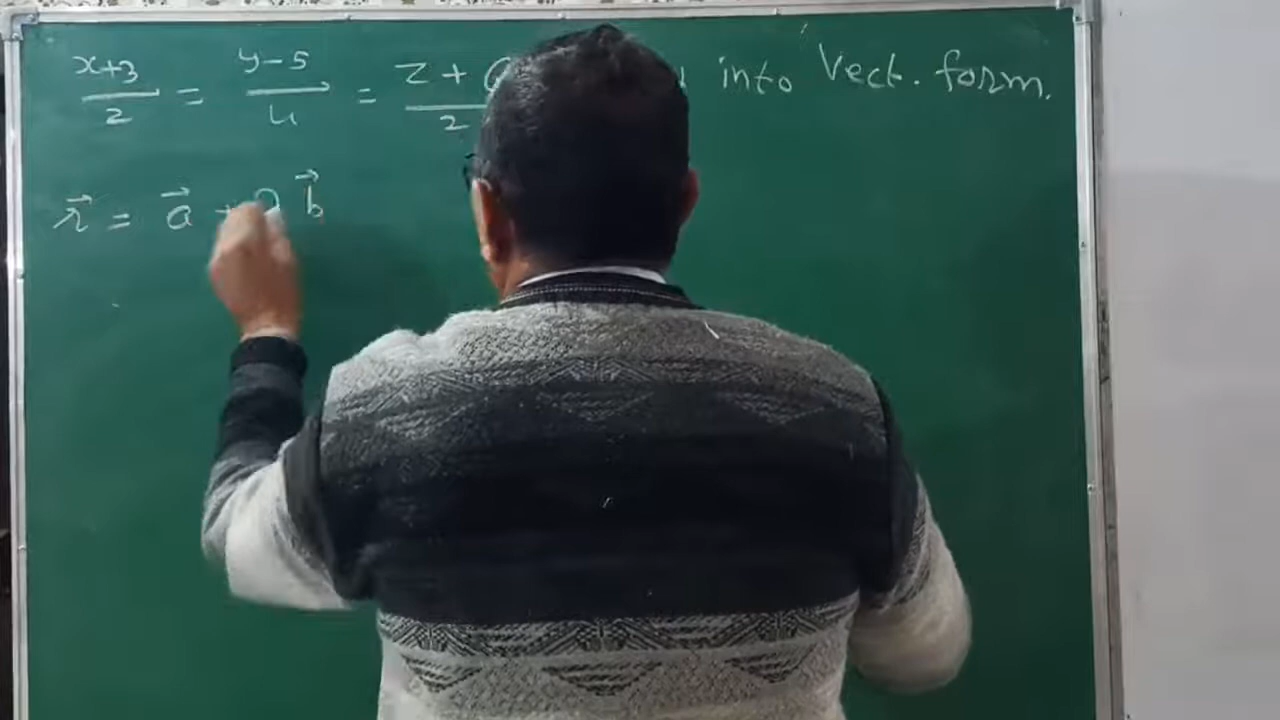 x+3/2 = y-5/4 = z+ /2 into Vect. form.
r⃗ = a⃗ + λ b⃗